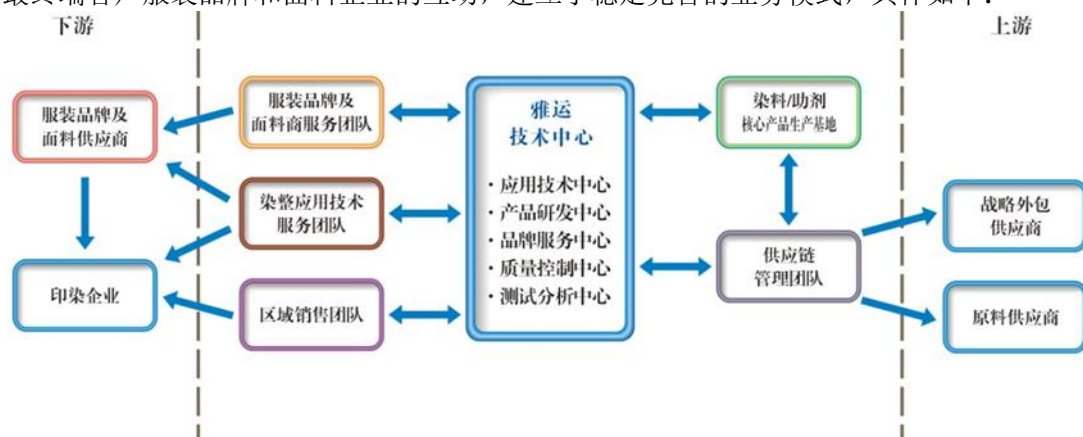 最终端客户服装品牌和面料企业的互动，建立了稳定完善的业务模式，具体如下：
下游
上游
服装品牌及
面料供应商
服装品牌及
面料商服务团队
雅运
技术中心
染料/助剂
核心产品生产基地
·应用技术中心
·产品研发中心
·品牌服务中心
·质量控制中心
·测试分析中心
染整应用技术
服务团队
战略外包
供应商
供应链
管理团队
印染企业
区域销售团队
原料供应商